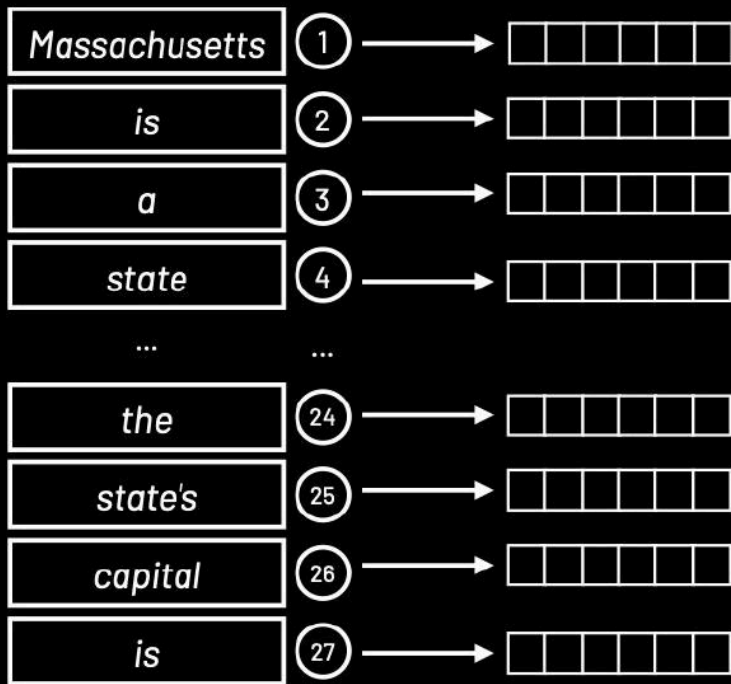 Massachusetts 1
is 2
a 3
state 4
... ...
the 24
state's 25
capital 26
is 27